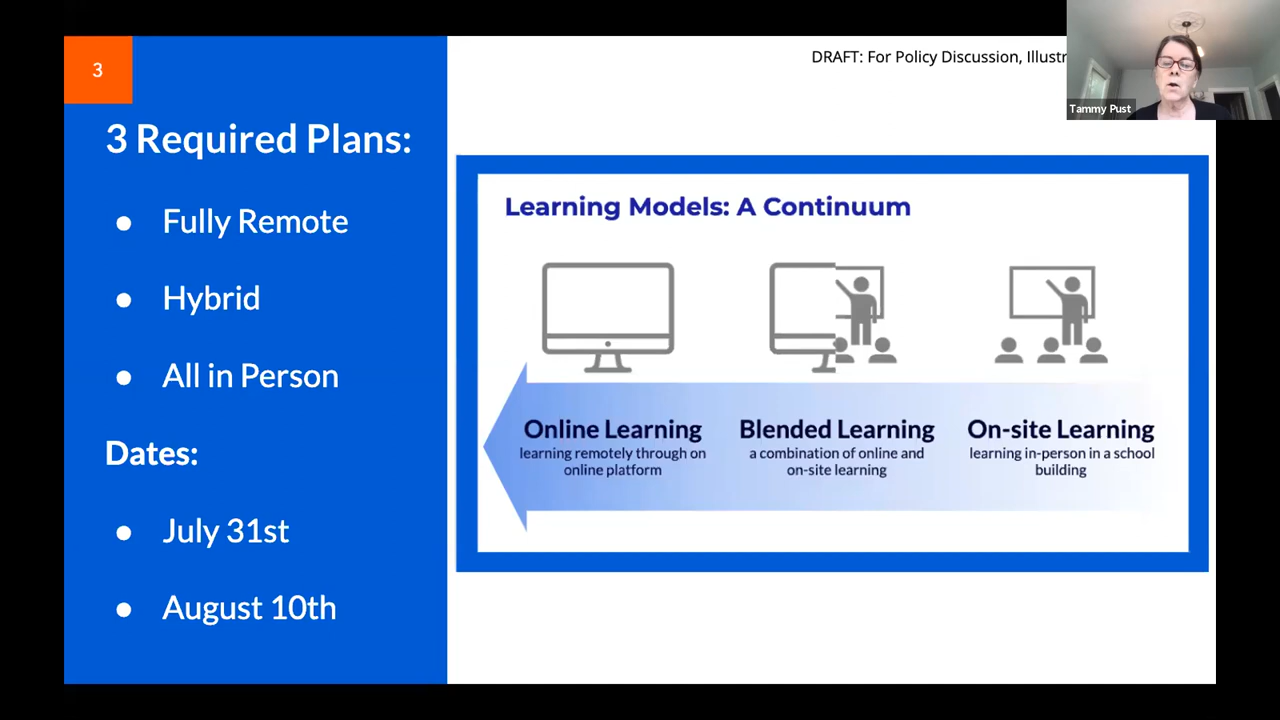 3
3 Required Plans:
● Fully Remote
● Hybrid
● All in Person
Dates:
● July 31st
● August 10th
DRAFT: For Policy Discussion,
Tammy Pust
Learning Models: A Continuum
Online Learning
learning remotely through on
online platform
Blended Learning
a combination of online and
on-site learning
On-site Learning
learning in-person in a school
building